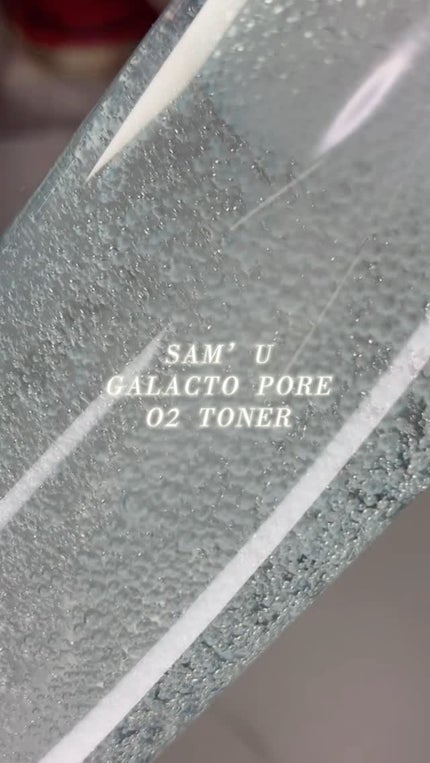 SAM' U
GALACTO PORE
O2 TONER